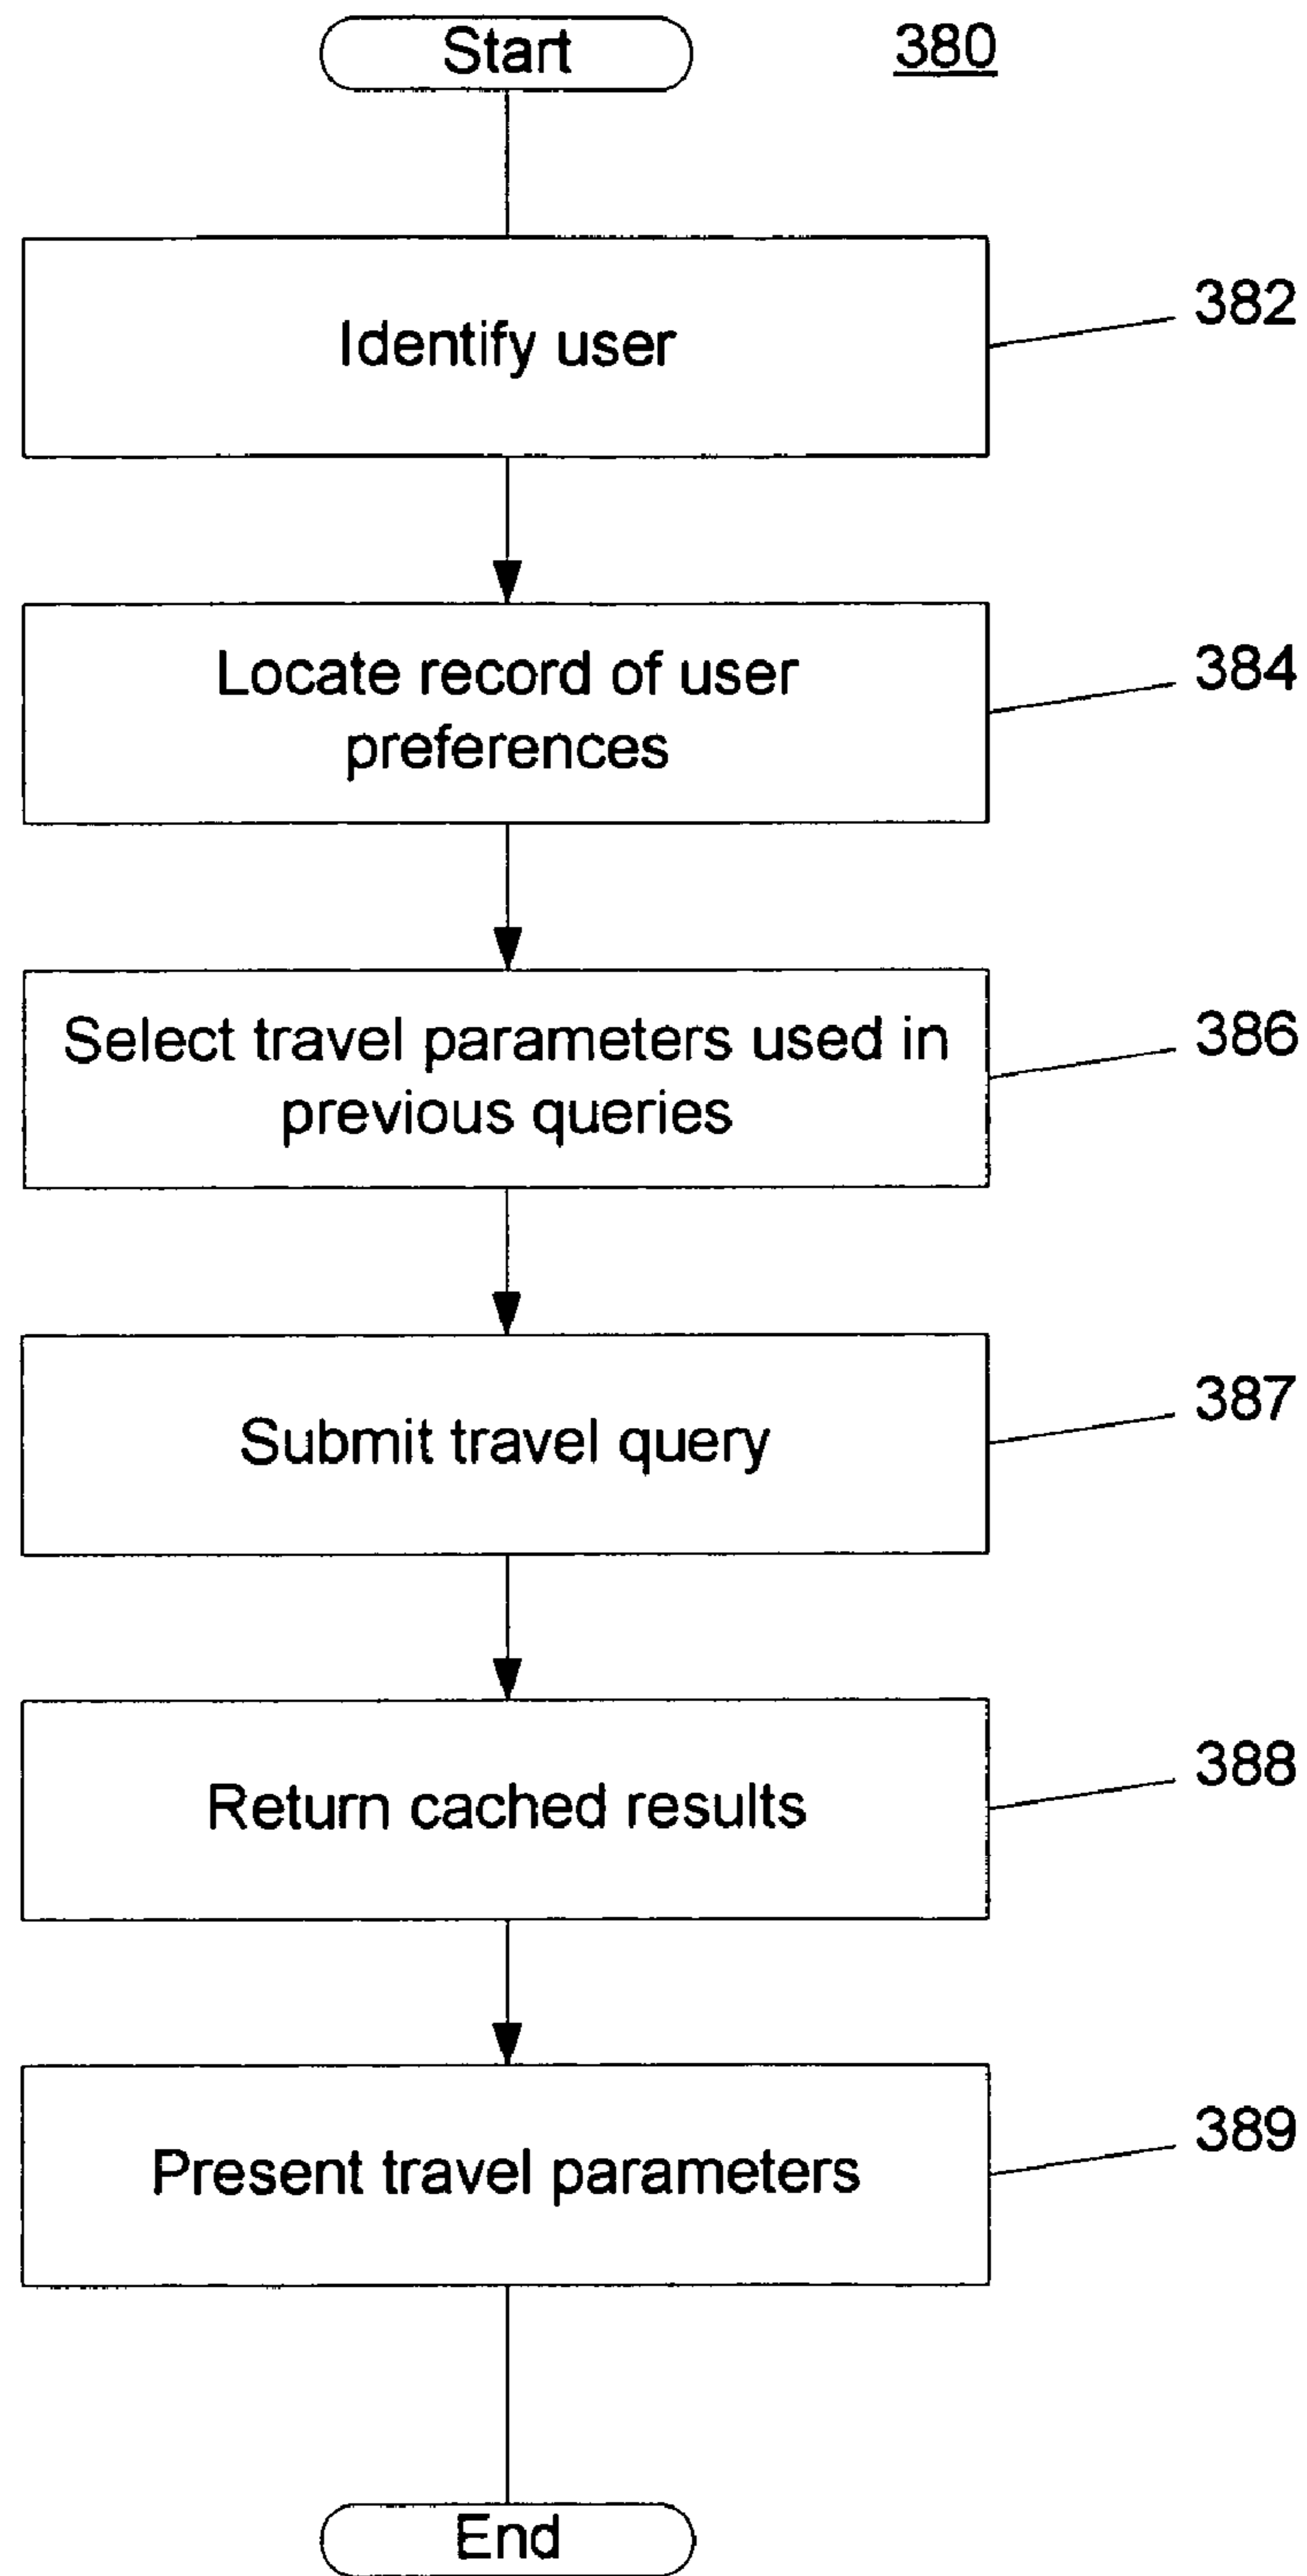 Start
380
Identify user
382
Locate record of user
preferences
384
Select travel parameters used in
previous queries
386
Submit travel query
387
Return cached results
388
Present travel parameters
389
End